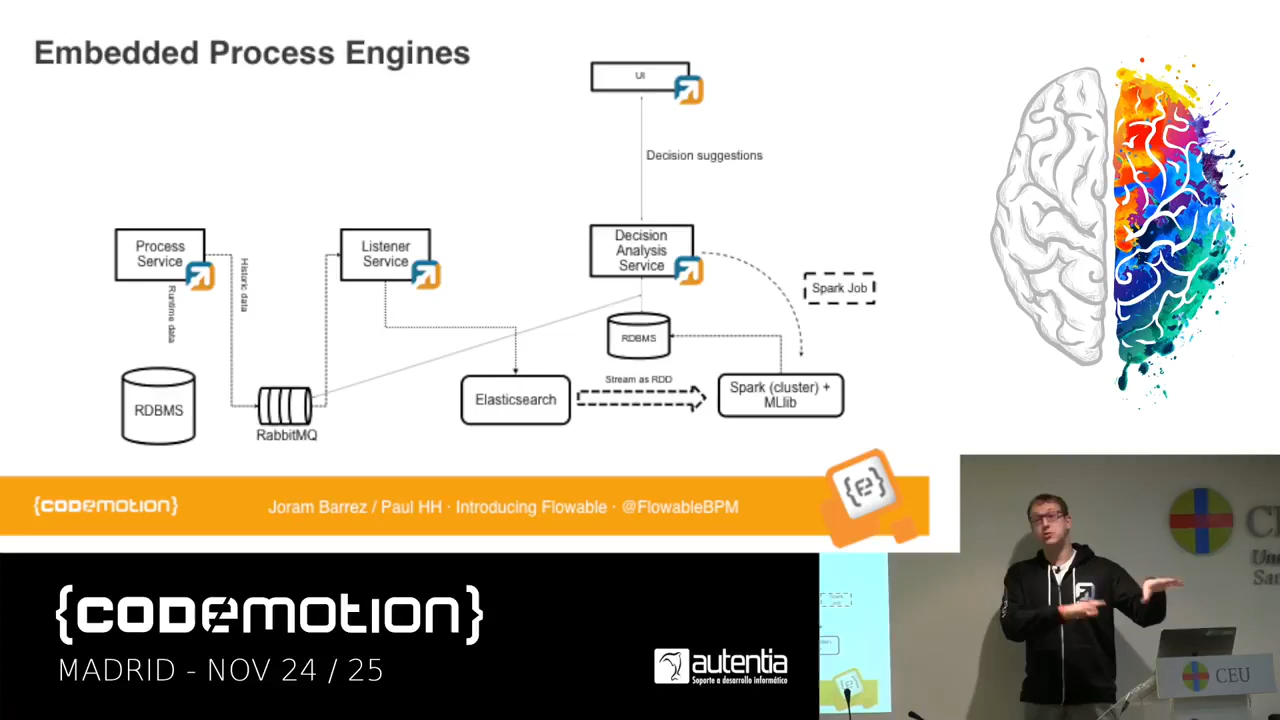 Embedded Process Engines
UI
Decision suggestions
Process
Service
Historic data
Runtime data
Listener
Service
Decision
Analysis
Service
Spark Job
RDBMS
Stream as RDD
RDBMS
RabbitMQ
Elasticsearch
Spark (cluster) +
MLlib
{codemotion}
Joram Barrez / Paul HH · Introducing Flowable · @FlowableBPM
{e}
{codemotion}
MADRID - NOV 24 / 25
autentia
Soporte a desarrollo informático
CEU